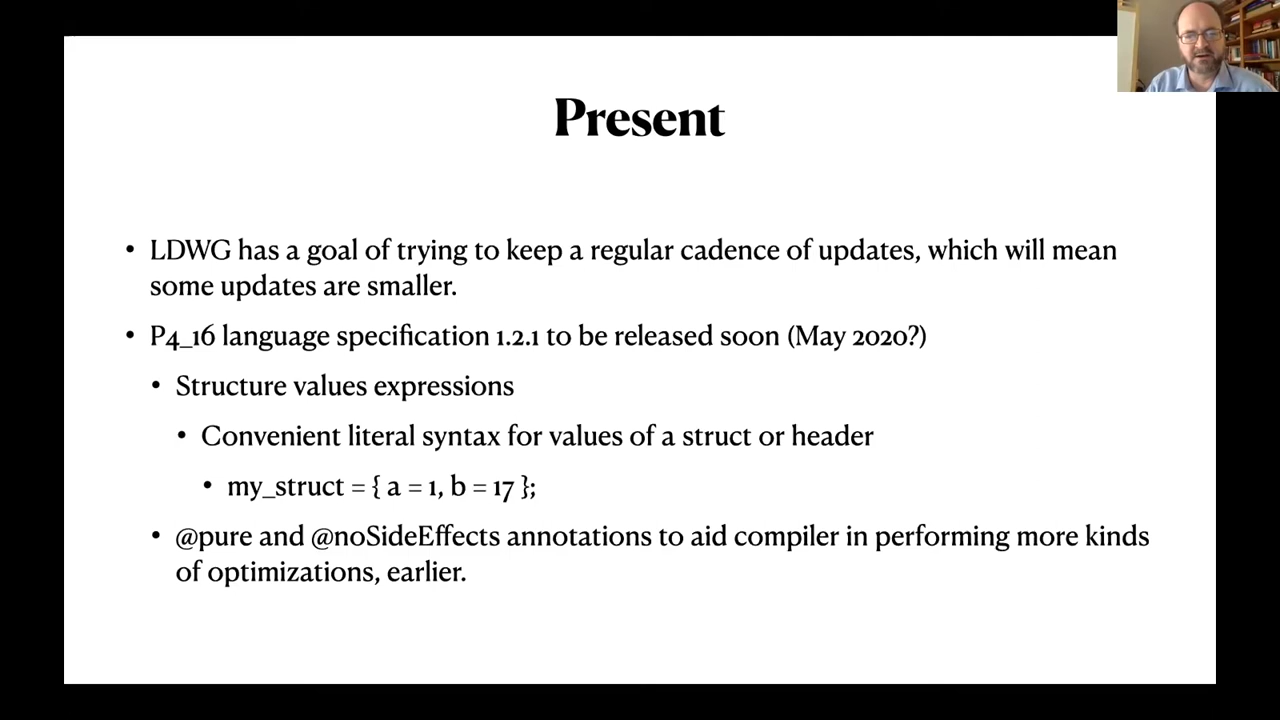 Present
• LDWG has a goal of trying to keep a regular cadence of updates, which will mean
some updates are smaller.
• P4_16 language specification 1.2.1 to be released soon (May 2020?)
• Structure values expressions
• Convenient literal syntax for values of a struct or header
• my_struct = { a = 1, b = 17 };
• @pure and @noSideEffects annotations to aid compiler in performing more kinds
of optimizations, earlier.